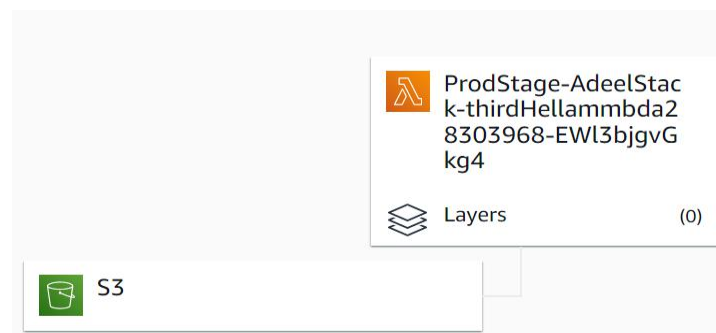 ProdStage-AdeelStac
k-thirdHellammbda2
8303968-EWl3bjgvG
kg4
Layers (0)
S3